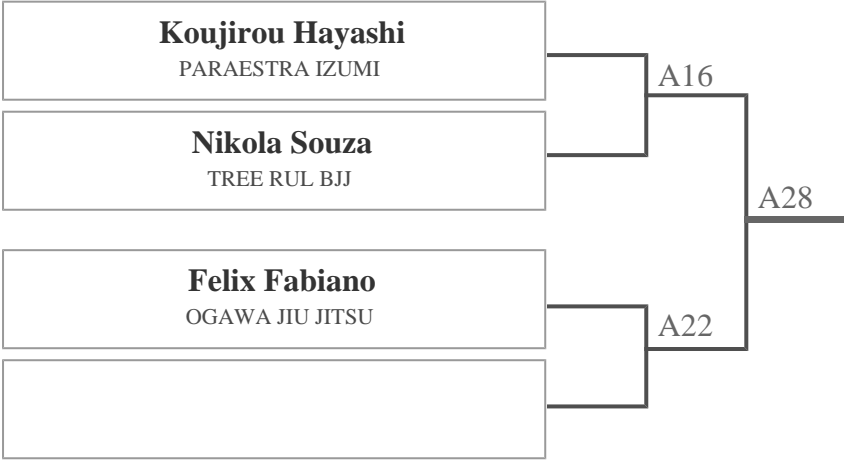 Koujirou Hayashi
PARAESTRA IZUMI
A16
Nikola Souza
TREE RUL BJJ
A28
Felix Fabiano
OGAWA JIU JITSU
A22